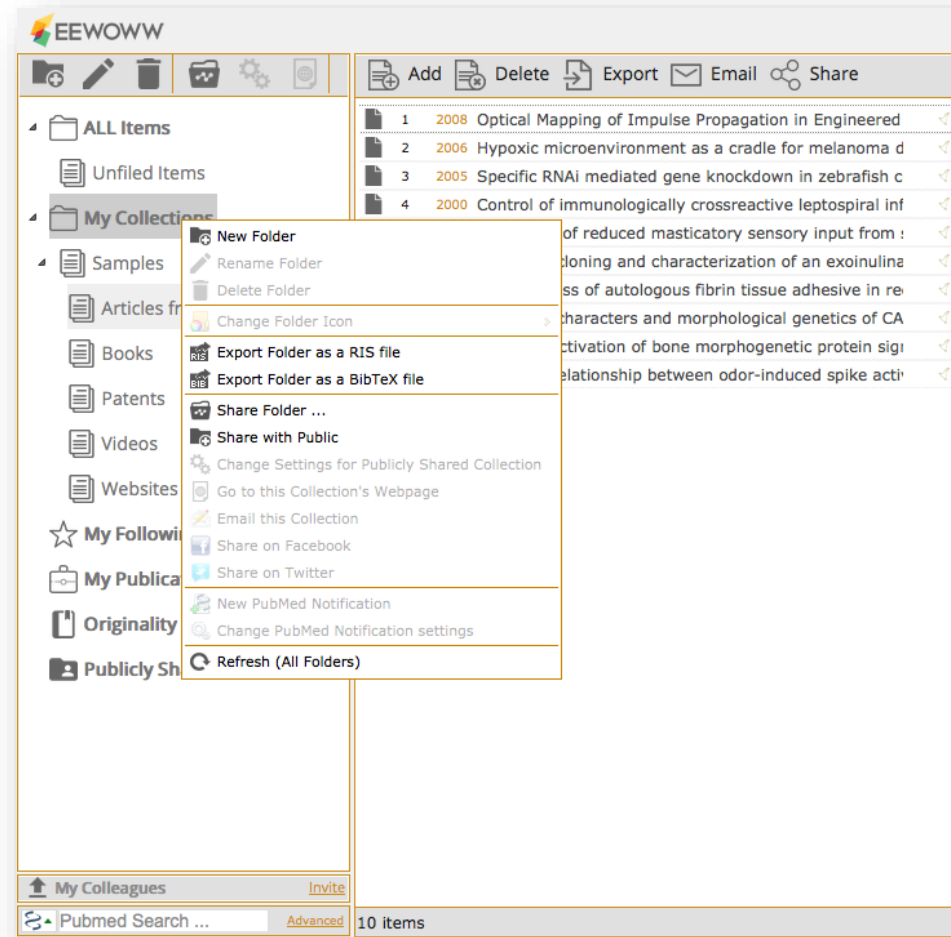 EEWOWW
Add Delete Export Email Share
ALL Items
Unfiled Items
My Collections
Samples
Articles fr
Books
Patents
Videos
Websites
My Followi
My Publica
Originality
Publicly Sh
New Folder
Rename Folder
Delete Folder
Change Folder Icon
RIS Export Folder as a RIS file
BIB Export Folder as a BibTeX file
Share Folder ...
Share with Public
Change Settings for Publicly Shared Collection
Go to this Collection's Webpage
Email this Collection
Share on Facebook
Share on Twitter
New PubMed Notification
Change PubMed Notification settings
Refresh (All Folders)
1 2008 Optical Mapping of Impulse Propagation in Engineered
2 2006 Hypoxic microenvironment as a cradle for melanoma d
3 2005 Specific RNAi mediated gene knockdown in zebrafish c
4 2000 Control of immunologically crossreactive leptospiral inf
of reduced masticatory sensory input from
cloning and characterization of an exoinulina
ss of autologous fibrin tissue adhesive in re
characters and morphological genetics of CA
ctivation of bone morphogenetic protein sign
elationship between odor-induced spike activ
My Colleagues Invite
Pubmed Search ... Advanced
10 items